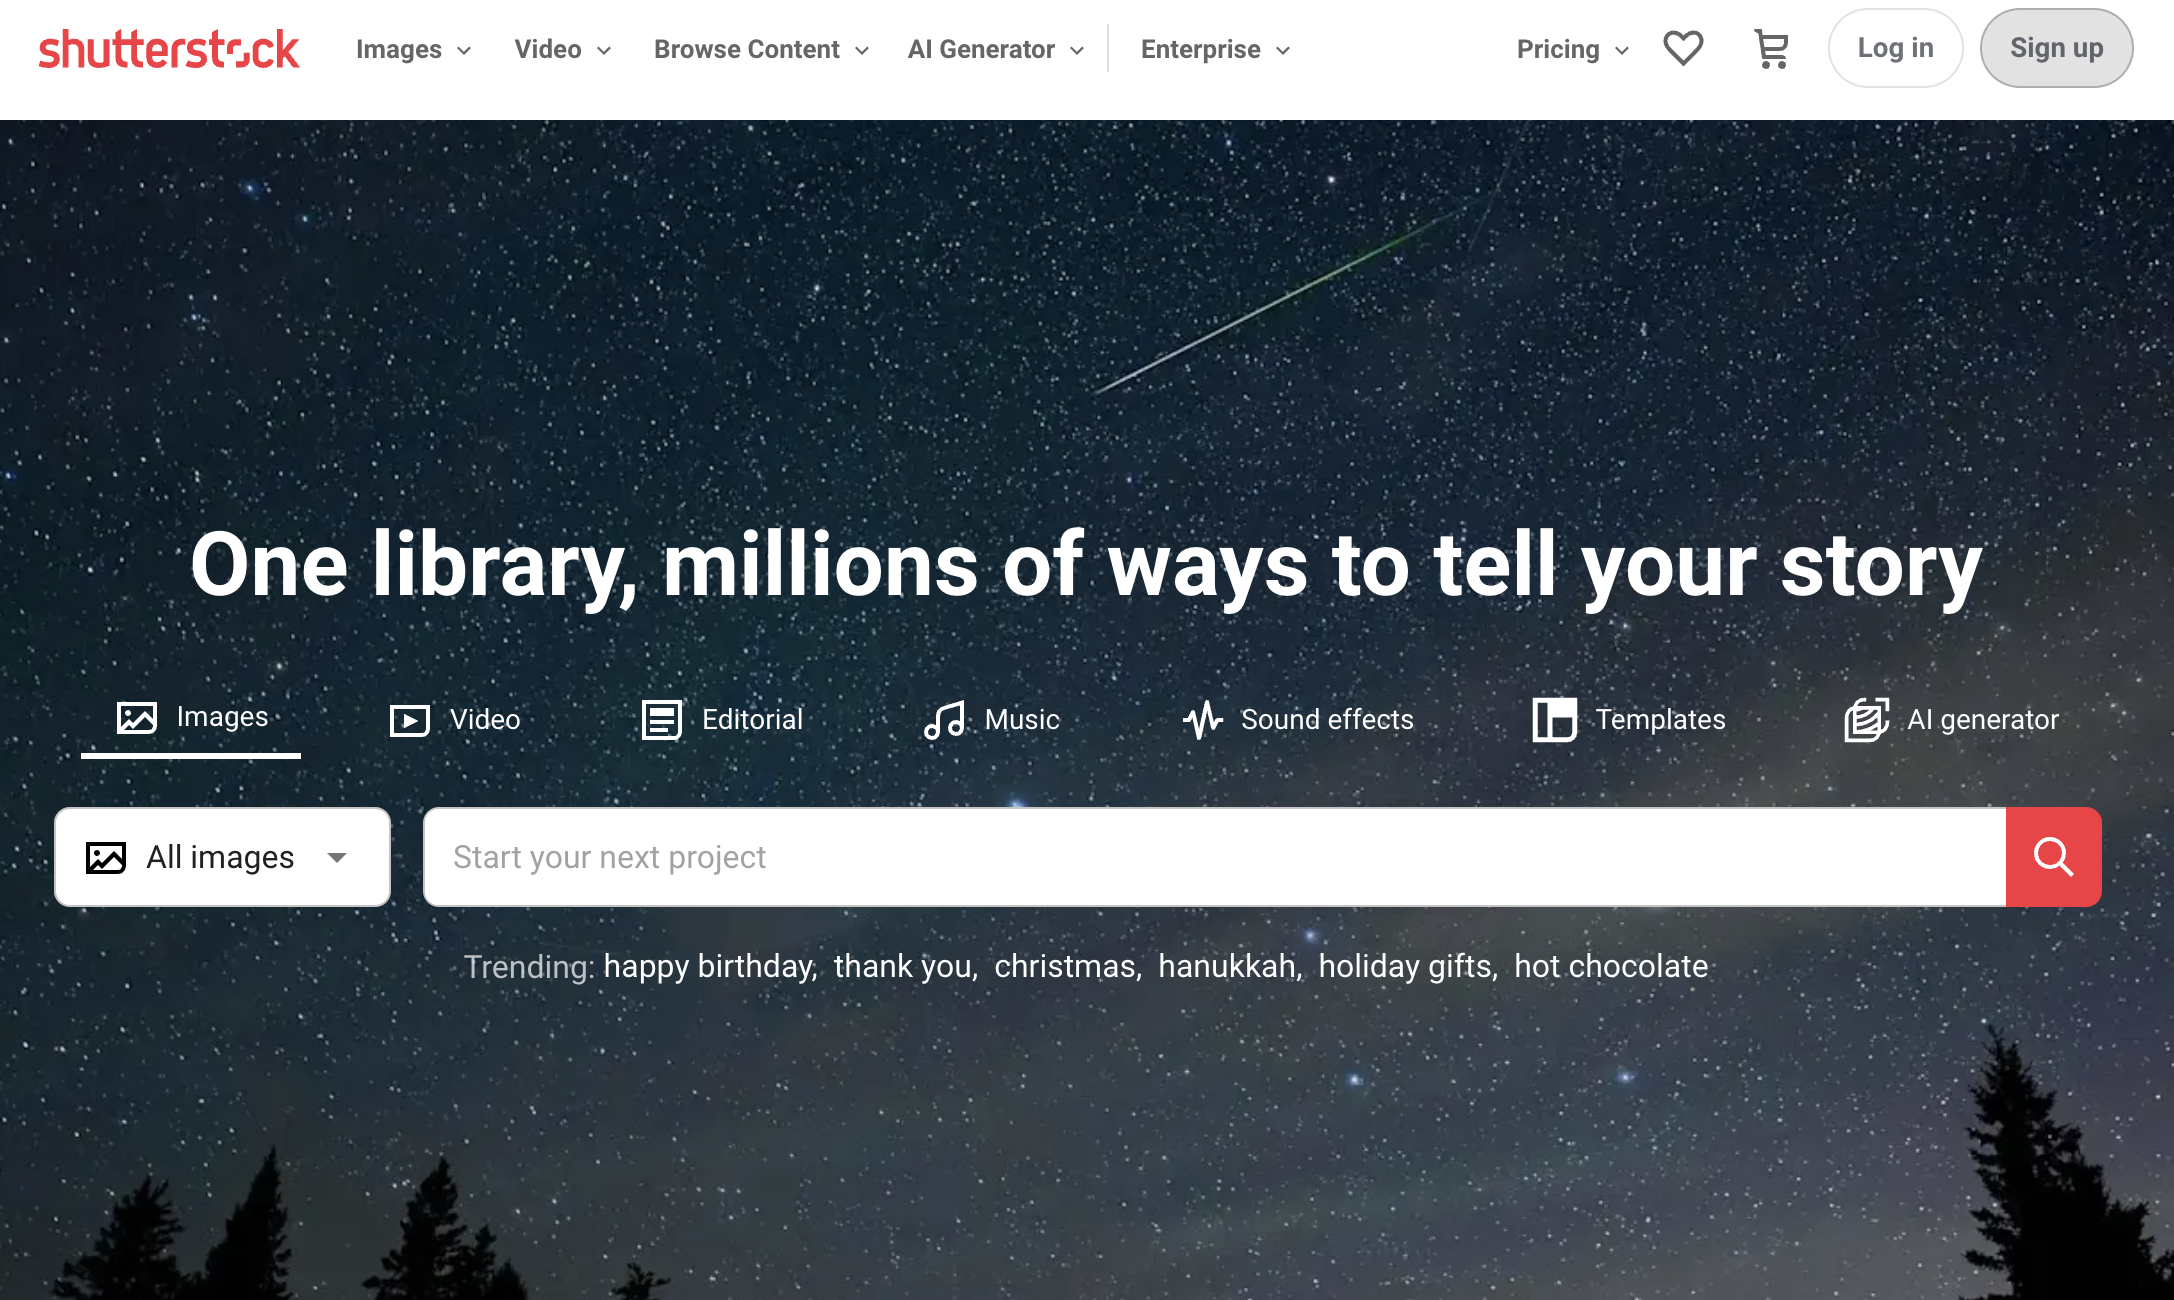 shutterstock Images Video Browse Content AI Generator Enterprise Pricing Log in Sign up
One library, millions of ways to tell your story
Images Video Editorial Music Sound effects Templates AI generator
All images Start your next project
Trending: happy birthday, thank you, christmas, hanukkah, holiday gifts, hot chocolate